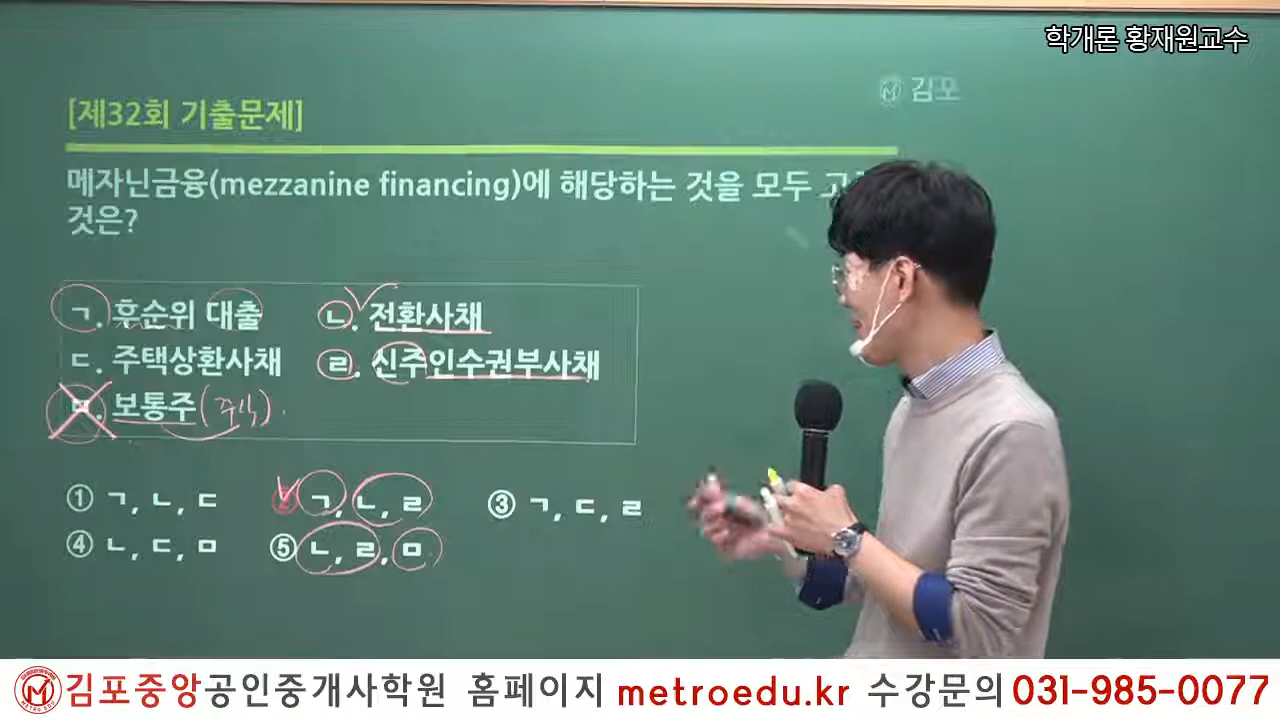 학개론 황재원교수
김포
[제32회 기출문제]
메자닌금융(mezzanine financing)에 해당하는 것을 모두
것은?
ㄱ. 후순위 대출 ㄴ. 전환사채
ㄷ. 주택상환사채 ㄹ. 신주인수권부사채
ㅁ. 보통주 (주식).
① ㄱ, ㄴ, ㄷ ② ㄱ, ㄴ, ㄹ ③ ㄱ, ㄷ, ㄹ
④ ㄴ, ㄷ, ㅁ ⑤ ㄴ, ㄹ, ㅁ
김포중앙공인중개사학원 홈페이지 metroedu.kr 수강문의 031-985-0077